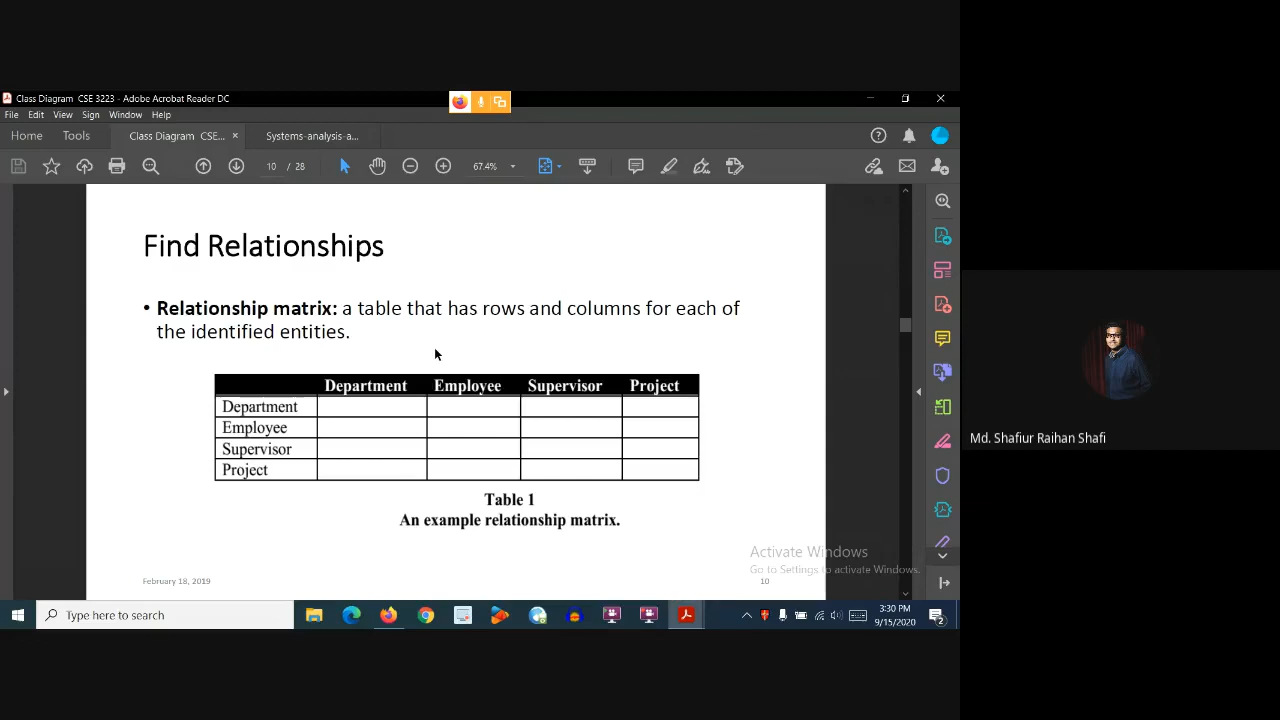 Class Diagram CSE 3223 - Adobe Acrobat Reader DC
File Edit View Sign Window Help
Home Tools Class Diagram CSE... × Systems-analysis-a...
10 / 28 67.4%
Find Relationships
• Relationship matrix: a table that has rows and columns for each of
the identified entities.
Department Employee Supervisor Project
Department
Employee
Supervisor
Project
Table 1
An example relationship matrix.
Activate Windows
Go to Settings to activate Windows.
February 18, 2019 10
Md. Shafiur Raihan Shafi
Type here to search
3:30 PM
9/15/2020
2